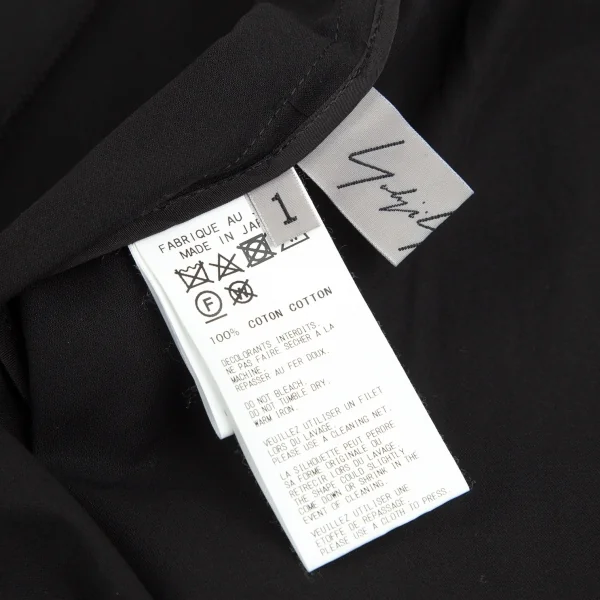 1
FABRIQUE AU
MADE IN JAP
F
W
100% COTON COTTON
DECOLORANTS INTERDITS.
NE PAS FAIRE SECHER A LA
MACHINE.
REPASSER AU FER DOUX.
DO NOT BLEACH.
DO NOT TUMBLE DRY.
WARM IRON.
VEUILLEZ UTILISER UN FILET
LORS DU LAVAGE.
PLEASE USE A CLEANING NET.
LA SILHOUETTE PEUT PERDRE
SA FORME ORIGINALE OU
RETRECIR LORS DU LAVAGE.
THE SHAPE COULD SLIGHTLY
COME DOWN OR SHRINK IN THE
EVENT OF CLEANING.
VEUILLEZ UTILISER UNE
ETOFFE DE REPASSAGE.
PLEASE USE A CLOTH TO PRESS